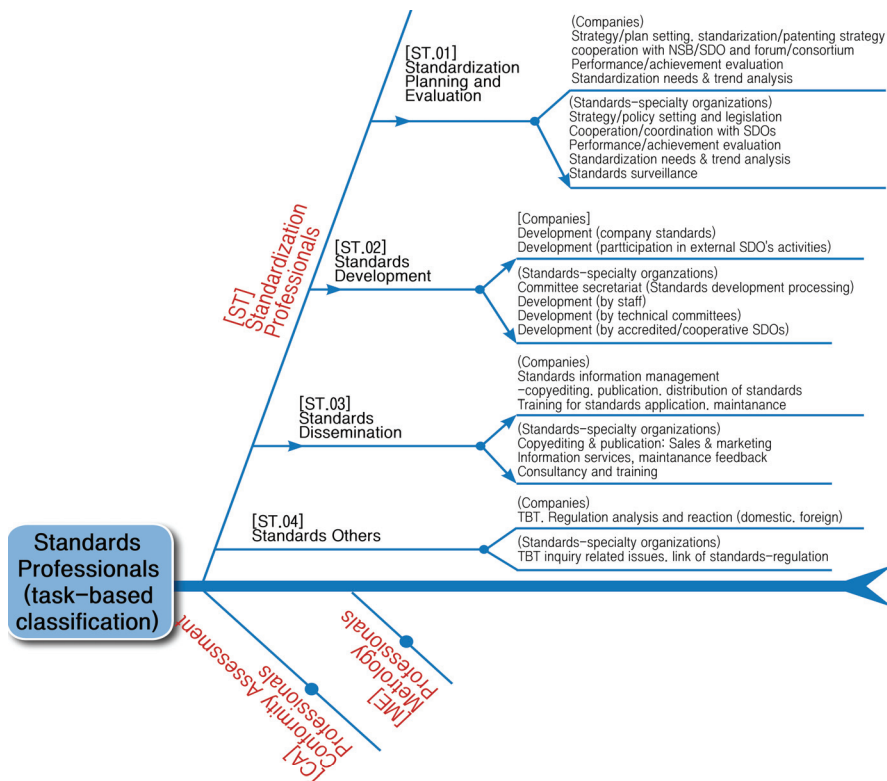 (Companies)
Strategy/plan setting, standarization/patenting strategy
cooperation with NSB/SDO and forum/consortium
Performance/achievement evaluation
Standardization needs & trend analysis
[ST.01]
Standardization
Planning and
Evaluation
(Standards-specialty organizations)
Strategy/policy setting and legislation
Cooperation/coordination with SDOs
Performance/achievement evaluation
Standardization needs & trend analysis
Standards surveillance
[ST]
Standardization
Professionals
[ST.02]
Standards
Development
[Companies]
Development (company standards)
Development (partticipation in external SDO's activities)
(Standards-specialty organzations)
Committee secretariat (Standards development processing)
Development (by staff)
Development (by technical committees)
Development (by accredited/cooperative SDOs)
[ST.03]
Standards
Dissemination
(Companies)
Standards information management
-copyediting, publication, distribution of standards
Training for standards application, maintanance
(Standards-specialty organizations)
Copyediting & publication: Sales & marketing
Information services, maintanance feedback
Consultancy and training
[ST.04]
Standards Others
(Companies)
TBT, Regulation analysis and reaction (domestic, foreign)
(Standards-specialty organizations)
TBT inquiry related issues, link of standards-regulation
Standards
Professionals
(task-based
classification)
[CA]
Conformity Assessment
Professionals
[ME]
Metrology
Professionals